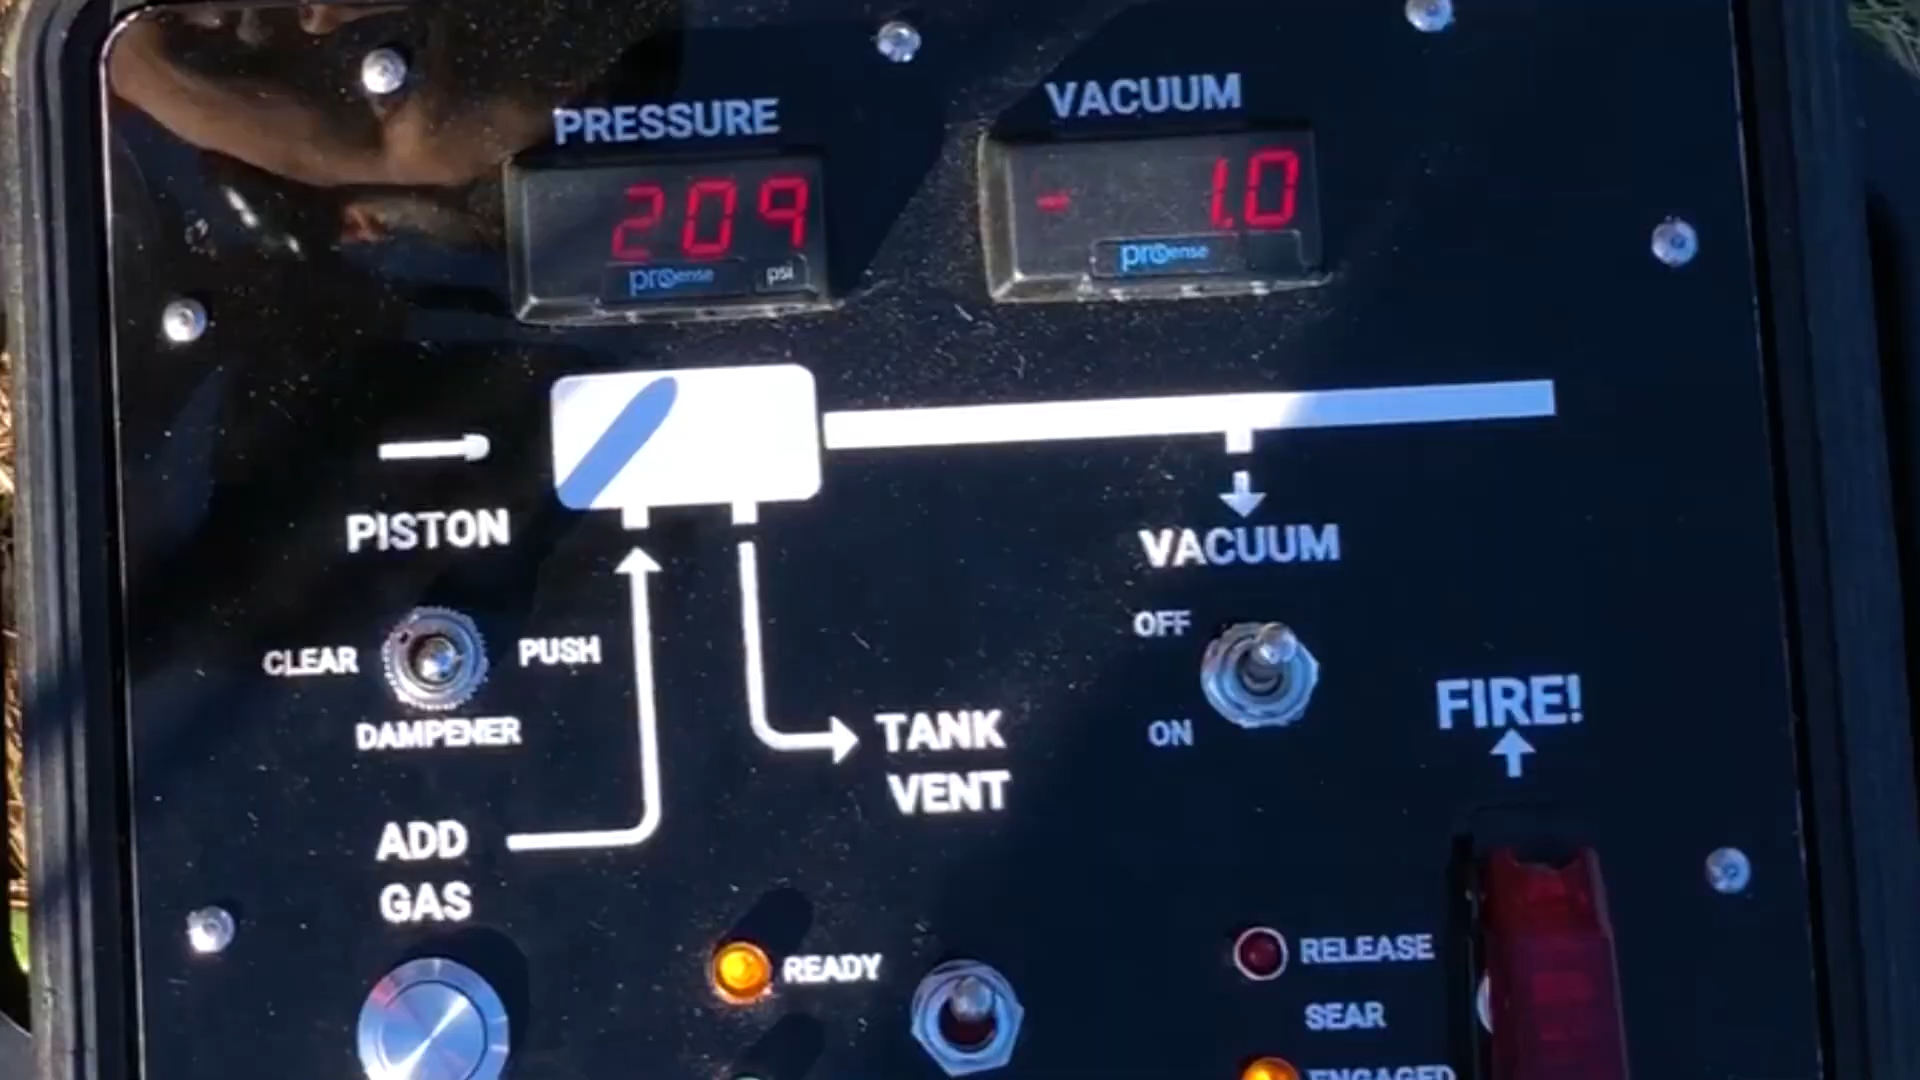 PRESSURE
VACUUM
209
- 1.0
prosense
psi
prosense
PISTON
VACUUM
CLEAR
PUSH
OFF
DAMPENER
ON
FIRE!
TANK
VENT
ADD
GAS
READY
RELEASE
SEAR
ENGAGED